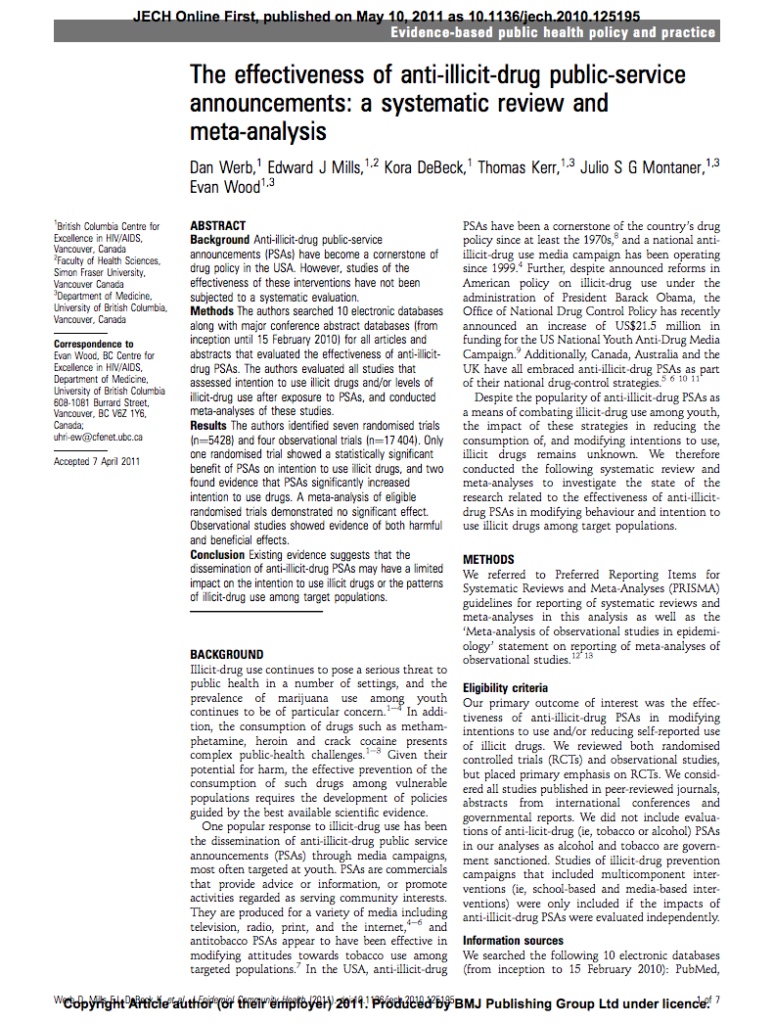 JECH Online First, published on May 10, 2011 as 10.1136/jech.2010.125195
Evidence-based public health policy and practice
The effectiveness of anti-illicit-drug public-service
announcements: a systematic review and
meta-analysis
Dan Werb,1 Edward J Mills,1,2 Kora DeBeck,1 Thomas Kerr,1,3 Julio S G Montaner,1,3
Evan Wood1,3
1British Columbia Centre for
Excellence in HIV/AIDS,
Vancouver, Canada
2Faculty of Health Sciences,
Simon Fraser University,
Vancouver Canada
3Department of Medicine,
University of British Columbia,
Vancouver, Canada
Correspondence to
Evan Wood, BC Centre for
Excellence in HIV/AIDS,
Department of Medicine,
University of British Columbia
608-1081 Burrard Street,
Vancouver, BC V6Z 1Y6,
Canada;
uhri-ew@cfenet.ubc.ca
Accepted 7 April 2011
ABSTRACT
Background Anti-illicit-drug public-service
announcements (PSAs) have become a cornerstone of
drug policy in the USA. However, studies of the
effectiveness of these interventions have not been
subjected to a systematic evaluation.
Methods The authors searched 10 electronic databases
along with major conference abstract databases (from
inception until 15 February 2010) for all articles and
abstracts that evaluated the effectiveness of anti-illicit-
drug PSAs. The authors evaluated all studies that
assessed intention to use illicit drugs and/or levels of
illicit-drug use after exposure to PSAs, and conducted
meta-analyses of these studies.
Results The authors identified seven randomised trials
(n=5428) and four observational trials (n=17 404). Only
one randomised trial showed a statistically significant
benefit of PSAs on intention to use illicit drugs, and two
found evidence that PSAs significantly increased
intention to use drugs. A meta-analysis of eligible
randomised trials demonstrated no significant effect.
Observational studies showed evidence of both harmful
and beneficial effects.
Conclusion Existing evidence suggests that the
dissemination of anti-illicit-drug PSAs may have a limited
impact on the intention to use illicit drugs or the patterns
of illicit-drug use among target populations.
BACKGROUND
Illicit-drug use continues to pose a serious threat to
public health in a number of settings, and the
prevalence of marijuana use among youth
continues to be of particular concern.1–4 In addi-
tion, the consumption of drugs such as metham-
phetamine, heroin and crack cocaine presents
complex public-health challenges.1–3 Given their
potential for harm, the effective prevention of the
consumption of such drugs among vulnerable
populations requires the development of policies
guided by the best available scientific evidence.
One popular response to illicit-drug use has been
the dissemination of anti-illicit-drug public service
announcements (PSAs) through media campaigns,
most often targeted at youth. PSAs are commercials
that provide advice or information, or promote
activities regarded as serving community interests.
They are produced for a variety of media including
television, radio, print, and the internet,4–6 and
antitobacco PSAs appear to have been effective in
modifying attitudes towards tobacco use among
targeted populations.7 In the USA, anti-illicit-drug
PSAs have been a cornerstone of the country's drug
policy since at least the 1970s,8 and a national anti-
illicit-drug use media campaign has been operating
since 1999.4 Further, despite announced reforms in
American policy on illicit-drug use under the
administration of President Barack Obama, the
Office of National Drug Control Policy has recently
announced an increase of US$21.5 million in
funding for the US National Youth Anti-Drug Media
Campaign.9 Additionally, Canada, Australia and the
UK have all embraced anti-illicit-drug PSAs as part
of their national drug-control strategies.5 6 10 11
Despite the popularity of anti-illicit-drug PSAs as
a means of combating illicit-drug use among youth,
the impact of these strategies in reducing the
consumption of, and modifying intentions to use,
illicit drugs remains unknown. We therefore
conducted the following systematic review and
meta-analyses to investigate the state of the
research related to the effectiveness of anti-illicit-
drug PSAs in modifying behaviour and intention to
use illicit drugs among target populations.
METHODS
We referred to Preferred Reporting Items for
Systematic Reviews and Meta-Analyses (PRISMA)
guidelines for reporting of systematic reviews and
meta-analyses in this analysis as well as the
'Meta-analysis of observational studies in epidemi-
ology' statement on reporting of meta-analyses of
observational studies.12 13
Eligibility criteria
Our primary outcome of interest was the effec-
tiveness of anti-illicit-drug PSAs in modifying
intentions to use and/or reducing self-reported use
of illicit drugs. We reviewed both randomised
controlled trials (RCTs) and observational studies,
but placed primary emphasis on RCTs. We consid-
ered all studies published in peer-reviewed journals,
abstracts from international conferences and
governmental reports. We did not include evalua-
tions of anti-licit-drug (ie, tobacco or alcohol) PSAs
in our analyses as alcohol and tobacco are govern-
ment sanctioned. Studies of illicit-drug prevention
campaigns that included multicomponent inter-
ventions (ie, school-based and media-based inter-
ventions) were only included if the impacts of
anti-illicit-drug PSAs were evaluated independently.
Information sources
We searched the following 10 electronic databases
(from inception to 15 February 2010): PubMed,
Copyright Article author (or their employer) 2011. Produced by BMJ Publishing Group Ltd under licence.
of 7